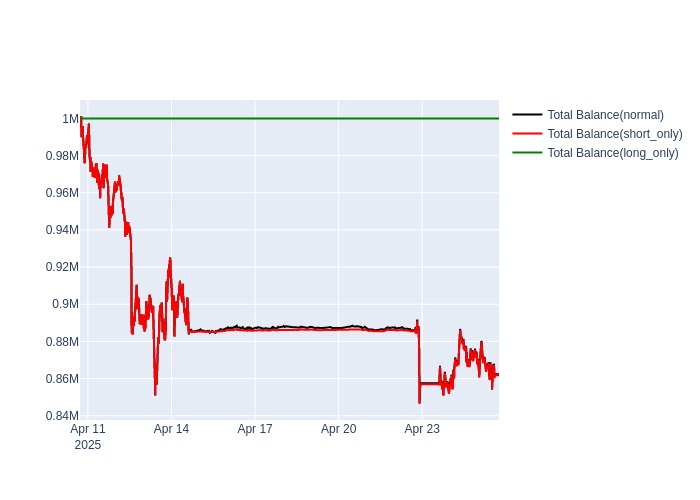 1M
0.98M
0.96M
0.94M
0.92M
0.9M
0.88M
0.86M
0.84M
Apr 11
2025
Apr 14
Apr 17
Apr 20
Apr 23
Total Balance(normal)
Total Balance(short_only)
Total Balance(long_only)